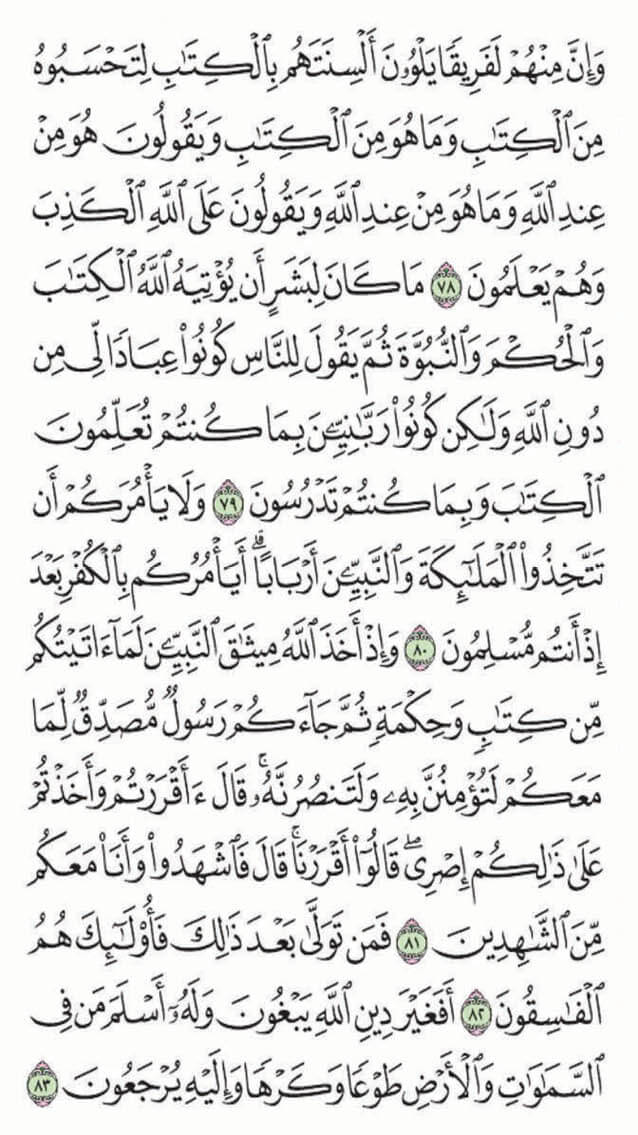 وَإِنَّ مِنْهُمْ لَفَرِيقًا يَلْوُۥنَ أَلْسِنَتَهُم بِٱلْكِتَٰبِ لِتَحْسَبُوهُ
مِنَ ٱلْكِتَٰبِ وَمَا هُوَ مِنَ ٱلْكِتَٰبِ وَيَقُولُونَ هُوَ مِنْ
عِندِ ٱللَّهِ وَمَا هُوَ مِنْ عِندِ ٱللَّهِ وَيَقُولُونَ عَلَى ٱللَّهِ ٱلْكَذِبَ
وَهُمْ يَعْلَمُونَ ٧٨ مَا كَانَ لِبَشَرٍ أَن يُؤْتِيَهُ ٱللَّهُ ٱلْكِتَٰبَ
وَٱلْحُكْمَ وَٱلنُّبُوَّةَ ثُمَّ يَقُولَ لِلنَّاسِ كُونُوا۟ عِبَادًا لِّى مِن
دُونِ ٱللَّهِ وَلَٰكِن كُونُوا۟ رَبَّٰنِيِّۦنَ بِمَا كُنتُمْ تُعَلِّمُونَ
ٱلْكِتَٰبَ وَبِمَا كُنتُمْ تَدْرُسُونَ ٧٩ وَلَا يَأْمُرَكُمْ أَن
تَتَّخِذُوا۟ ٱلْمَلَٰٓئِكَةَ وَٱلنَّبِيِّۦنَ أَرْبَابًا ۗ أَيَأْمُرُكُم بِٱلْكُفْرِ بَعْدَ
إِذْ أَنتُم مُّسْلِمُونَ ٨٠ وَإِذْ أَخَذَ ٱللَّهُ مِيثَٰقَ ٱلنَّبِيِّۦنَ لَمَآ ءَاتَيْتُكُم
مِّن كِتَٰبٍ وَحِكْمَةٍ ثُمَّ جَآءَكُمْ رَسُولٌ مُّصَدِّقٌ لِّمَا
مَعَكُمْ لَتُؤْمِنُنَّ بِهِۦ وَلَتَنصُرُنَّهُۥ ۚ قَالَ ءَأَقْرَرْتُمْ وَأَخَذْتُمْ
عَلَىٰ ذَٰلِكُمْ إِصْرِى ۖ قَالُوٓا۟ أَقْرَرْنَا ۚ قَالَ فَٱشْهَدُوا۟ وَأَنَا۠ مَعَكُم
مِّنَ ٱلشَّٰهِدِينَ ٨١ فَمَن تَوَلَّىٰ بَعْدَ ذَٰلِكَ فَأُو۟لَٰٓئِكَ هُمُ
ٱلْفَٰسِقُونَ ٨٢ أَفَغَيْرَ دِينِ ٱللَّهِ يَبْغُونَ وَلَهُۥٓ أَسْلَمَ مَن فِى
ٱلسَّمَٰوَٰتِ وَٱلْأَرْضِ طَوْعًا وَكَرْهًا وَإِلَيْهِ يُرْجَعُونَ ٨٣